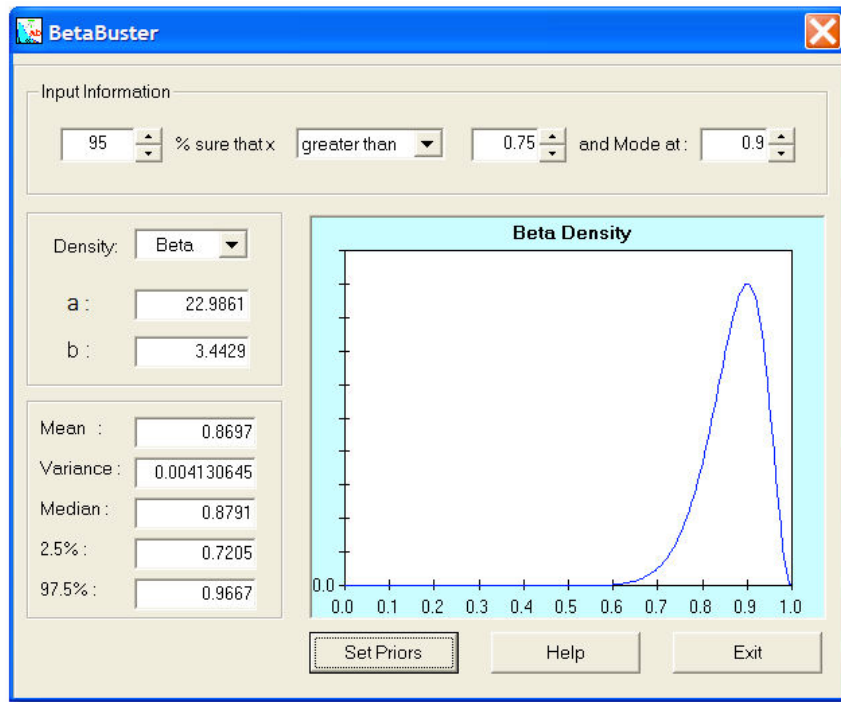 BetaBuster
Input Information
95 % sure that x greater than 0.75 and Mode at : 0.9
Density: Beta
a : 22.9861
b : 3.4429
Mean : 0.8697
Variance : 0.004130645
Median : 0.8791
2.5% : 0.7205
97.5% : 0.9667
Beta Density
0.0
0.0 0.1 0.2 0.3 0.4 0.5 0.6 0.7 0.8 0.9 1.0
Set Priors Help Exit